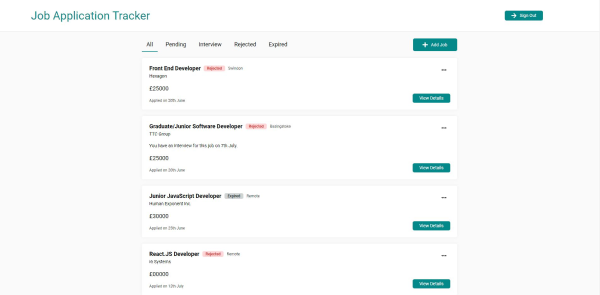 Job Application Tracker
Sign Out
All Pending Interview Rejected Expired
Add Job
Front End Developer Rejected Swindon
Hexagon
£25000
Applied on 20th June
View Details
Graduate/Junior Software Developer Rejected Basingstoke
TTC Group
You have an interview for this job on 7th July
£25000
Applied on 20th June
View Details
Junior JavaScript Developer Expired Remote
Human Exponent Inc
£30000
Applied on 25th June
View Details
React.JS Developer Rejected Remote
Systems
£00000
Applied on 12th July
View Details